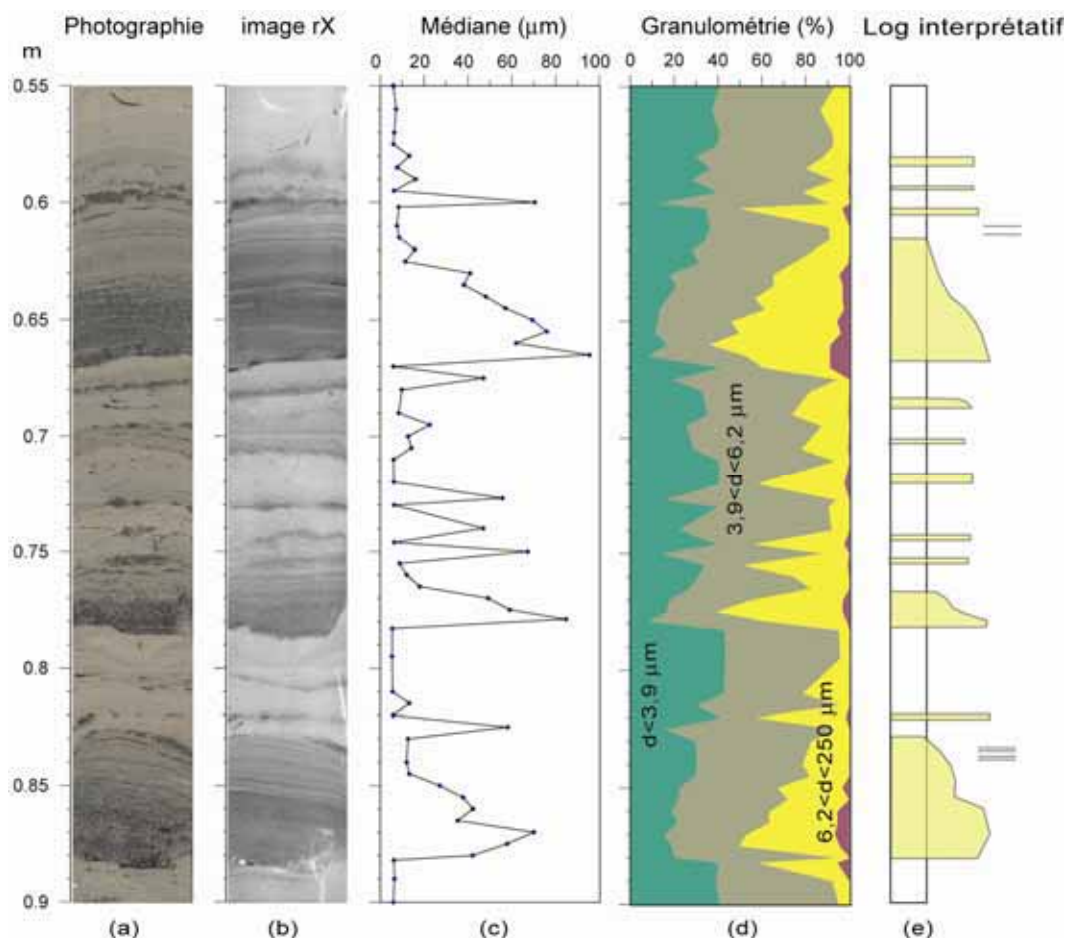 Photographie image rX Médiane (µm) Granulométrie (%) Log interprétatif
m
0 20 40 60 80 100 0 20 40 60 80 100
0.55
0.6
0.65
0.7
0.75
0.8
0.85
0.9
d<3,9 µm
3,9<d<6,2 µm
6,2<d<250 µm
(a) (b) (c) (d) (e)